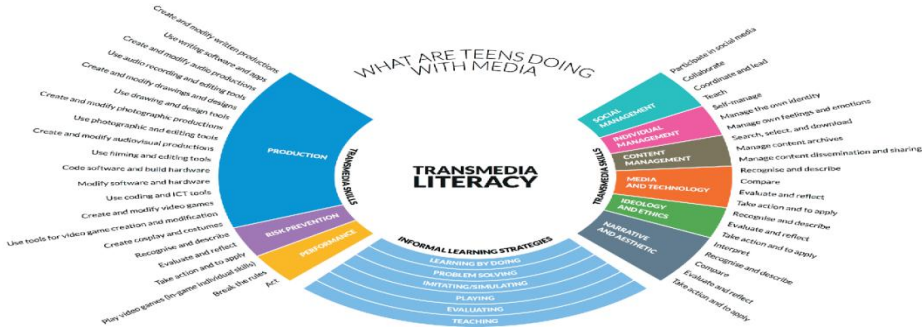 WHAT ARE TEENS DOING
WITH MEDIA
TRANSMEDIA
LITERACY
TRANSMEDIA SKILLS
PRODUCTION
RISK PREVENTION
PERFORMANCE
Create and modify written productions
Use writing software and apps
Create and modify audio productions
Use audio recording and editing tools
Create and modify drawings and designs
Use drawing and design tools
Create and modify photographic productions
Use photographic and editing tools
Create and modify audiovisual productions
Use filming and editing tools
Code software and build hardware
Modify software and hardware
Use coding and ICT tools
Create and modify video games
Use tools for video game creation and modification
Create cosplay and costumes
Recognise and describe
Evaluate and reflect
Take action and to apply
Play video games (in-game individual skills)
Break the rules
Act
INFORMAL LEARNING STRATEGIES
LEARNING BY DOING
PROBLEM SOLVING
IMITATING/SIMULATING
PLAYING
EVALUATING
TEACHING
TRANSMEDIA SKILLS
SOCIAL
MANAGEMENT
INDIVIDUAL
MANAGEMENT
CONTENT
MANAGEMENT
MEDIA
AND TECHNOLOGY
IDEOLOGY
AND ETHICS
NARRATIVE
AND AESTHETIC
Participate in social media
Collaborate
Coordinate and lead
Teach
Self-manage
Manage the own identity
Manage own feelings and emotions
Search, select, and download
Manage content archives
Manage content dissemination and sharing
Recognise and describe
Compare
Evaluate and reflect
Take action and to apply
Recognise and describe
Evaluate and reflect
Take action and to apply
Interpret
Recognise and describe
Compare
Evaluate and reflect
Take action and to apply